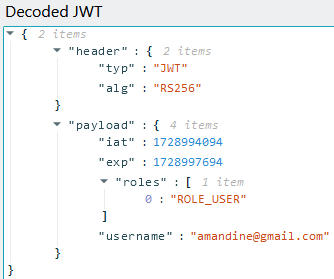 Decoded JWT
{ 2 items
"header" : { 2 items
"typ" : "JWT"
"alg" : "RS256"
}
"payload" : { 4 items
"iat" : 1728994094
"exp" : 1728997694
"roles" : [ 1 item
0 : "ROLE_USER"
]
"username" : "amandine@gmail.com"
}
}